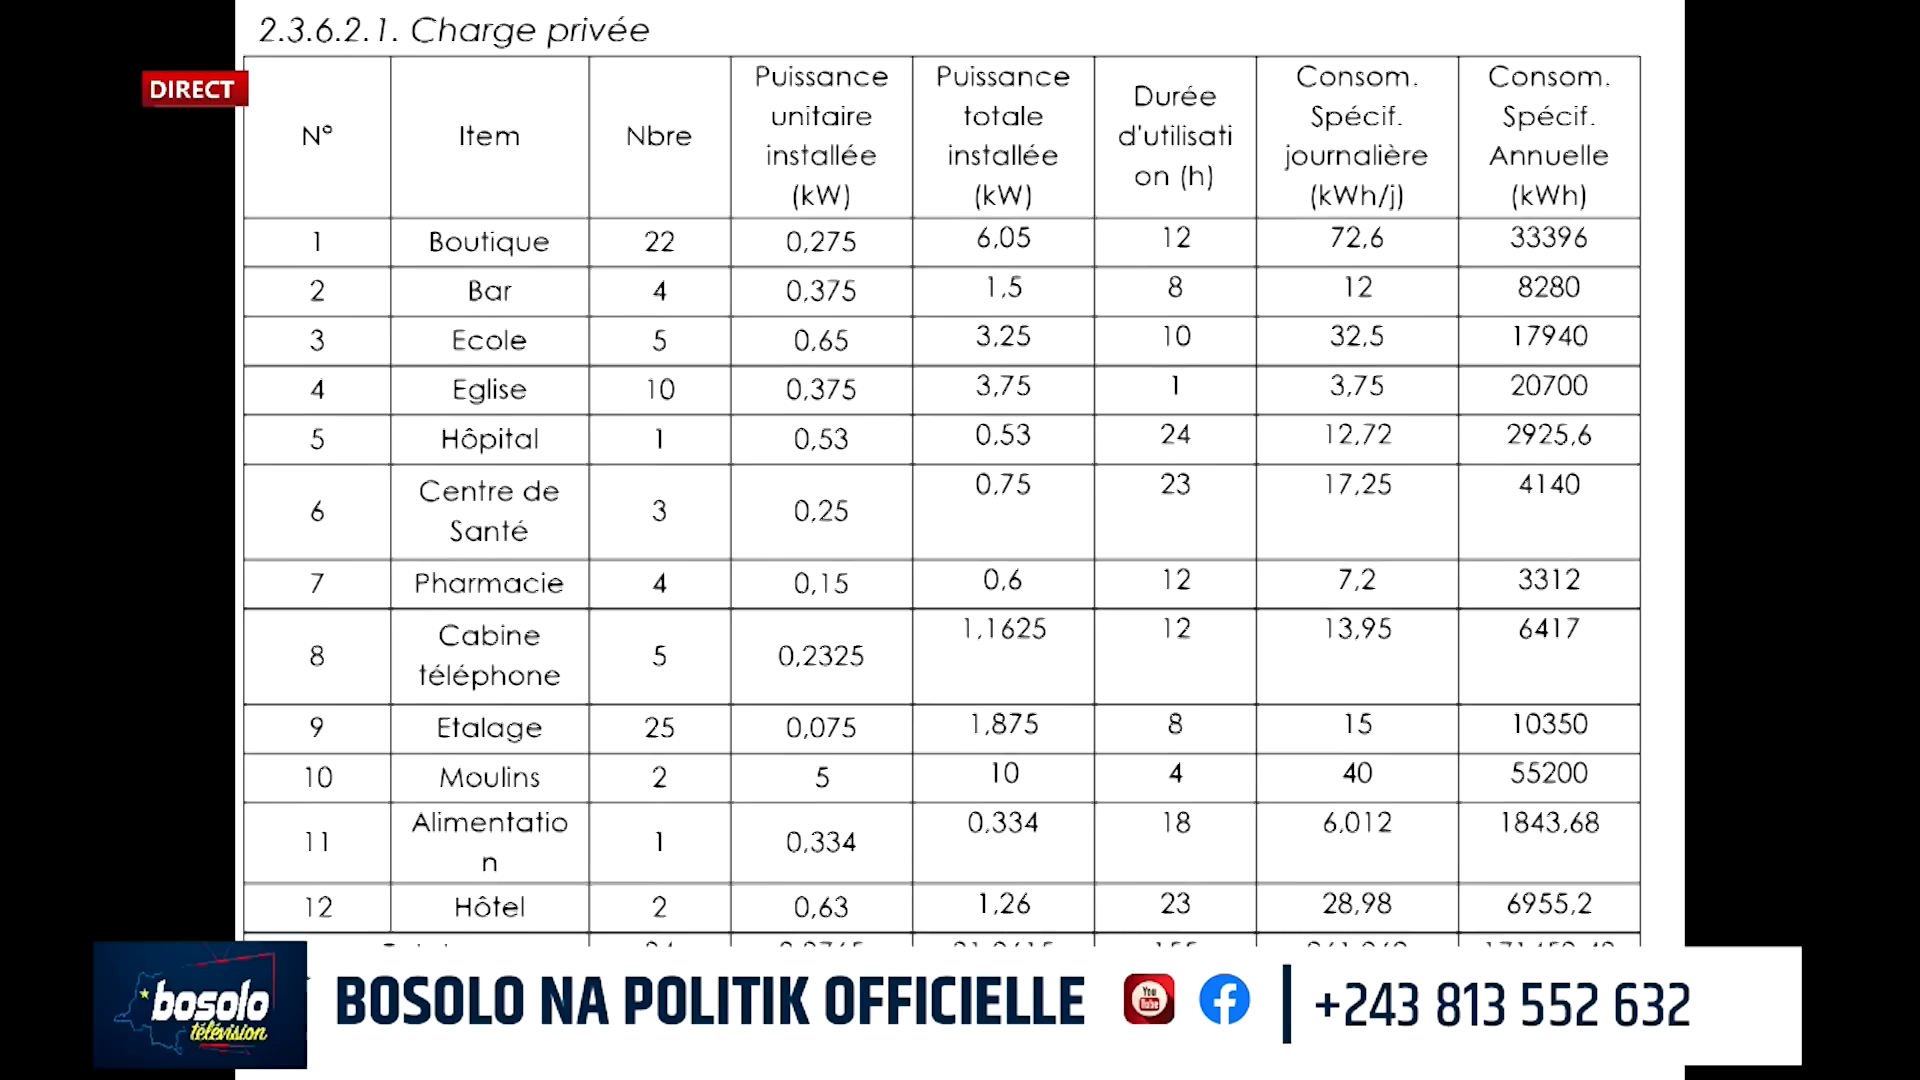 2.3.6.2.1. Charge privée
DIRECT
N° Item Nbre Puissance unitaire installée (kW) Puissance totale installée (kW) Durée d'utilisati on (h) Consom. Spécif. journalière (kWh/j) Consom. Spécif. Annuelle (kWh)
1 Boutique 22 0,275 6,05 12 72,6 33396
2 Bar 4 0,375 1,5 8 12 8280
3 Ecole 5 0,65 3,25 10 32,5 17940
4 Eglise 10 0,375 3,75 1 3,75 20700
5 Hôpital 1 0,53 0,53 24 12,72 2925,6
6 Centre de Santé 3 0,25 0,75 23 17,25 4140
7 Pharmacie 4 0,15 0,6 12 7,2 3312
8 Cabine téléphone 5 0,2325 1,1625 12 13,95 6417
9 Etalage 25 0,075 1,875 8 15 10350
10 Moulins 2 5 10 4 40 55200
11 Alimentatio n 1 0,334 0,334 18 6,012 1843,68
12 Hôtel 2 0,63 1,26 23 28,98 6955,2
bosolo
télévision
BOSOLO NA POLITIK OFFICIELLE You Tube +243 813 552 632